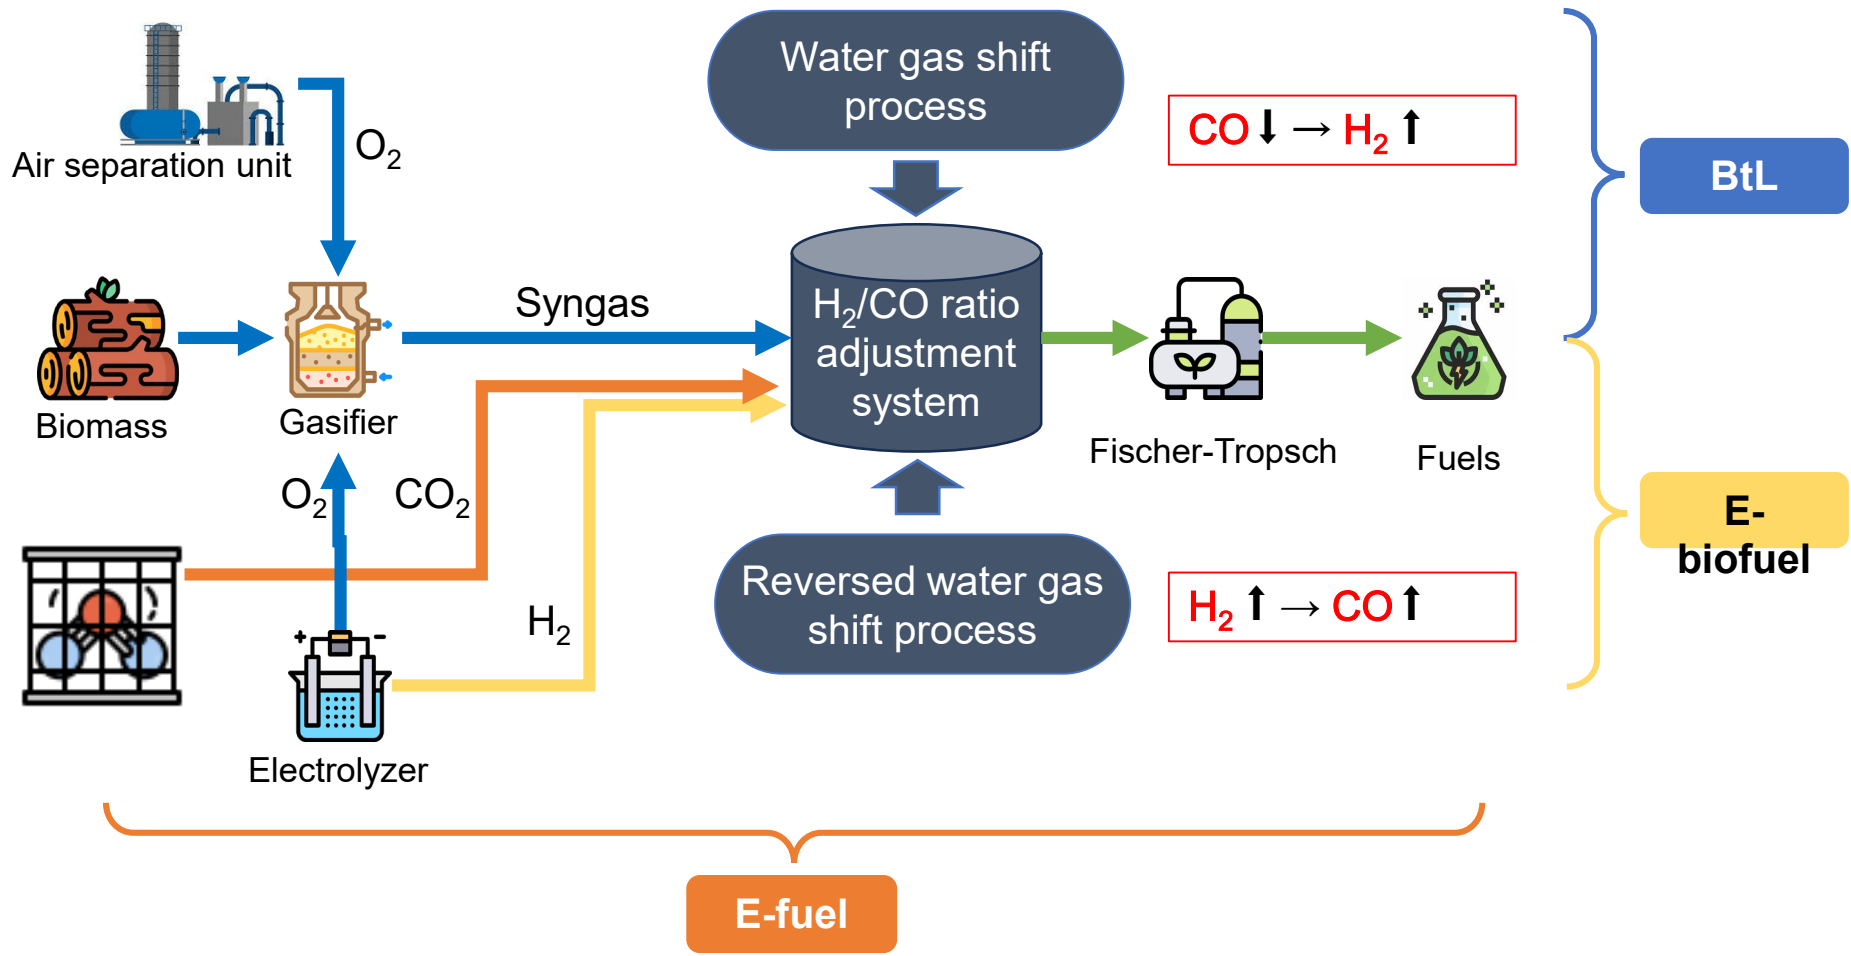 Water gas shift
process
CO ⬇ → H₂ ⬆
O₂
Air separation unit
BtL
Syngas
H₂/CO ratio
adjustment
system
Biomass
Gasifier
Fischer-Tropsch
Fuels
O₂
CO₂
E-
biofuel
Reversed water gas
shift process
H₂ ⬆ → CO ⬆
H₂
+ −
Electrolyzer
E-fuel